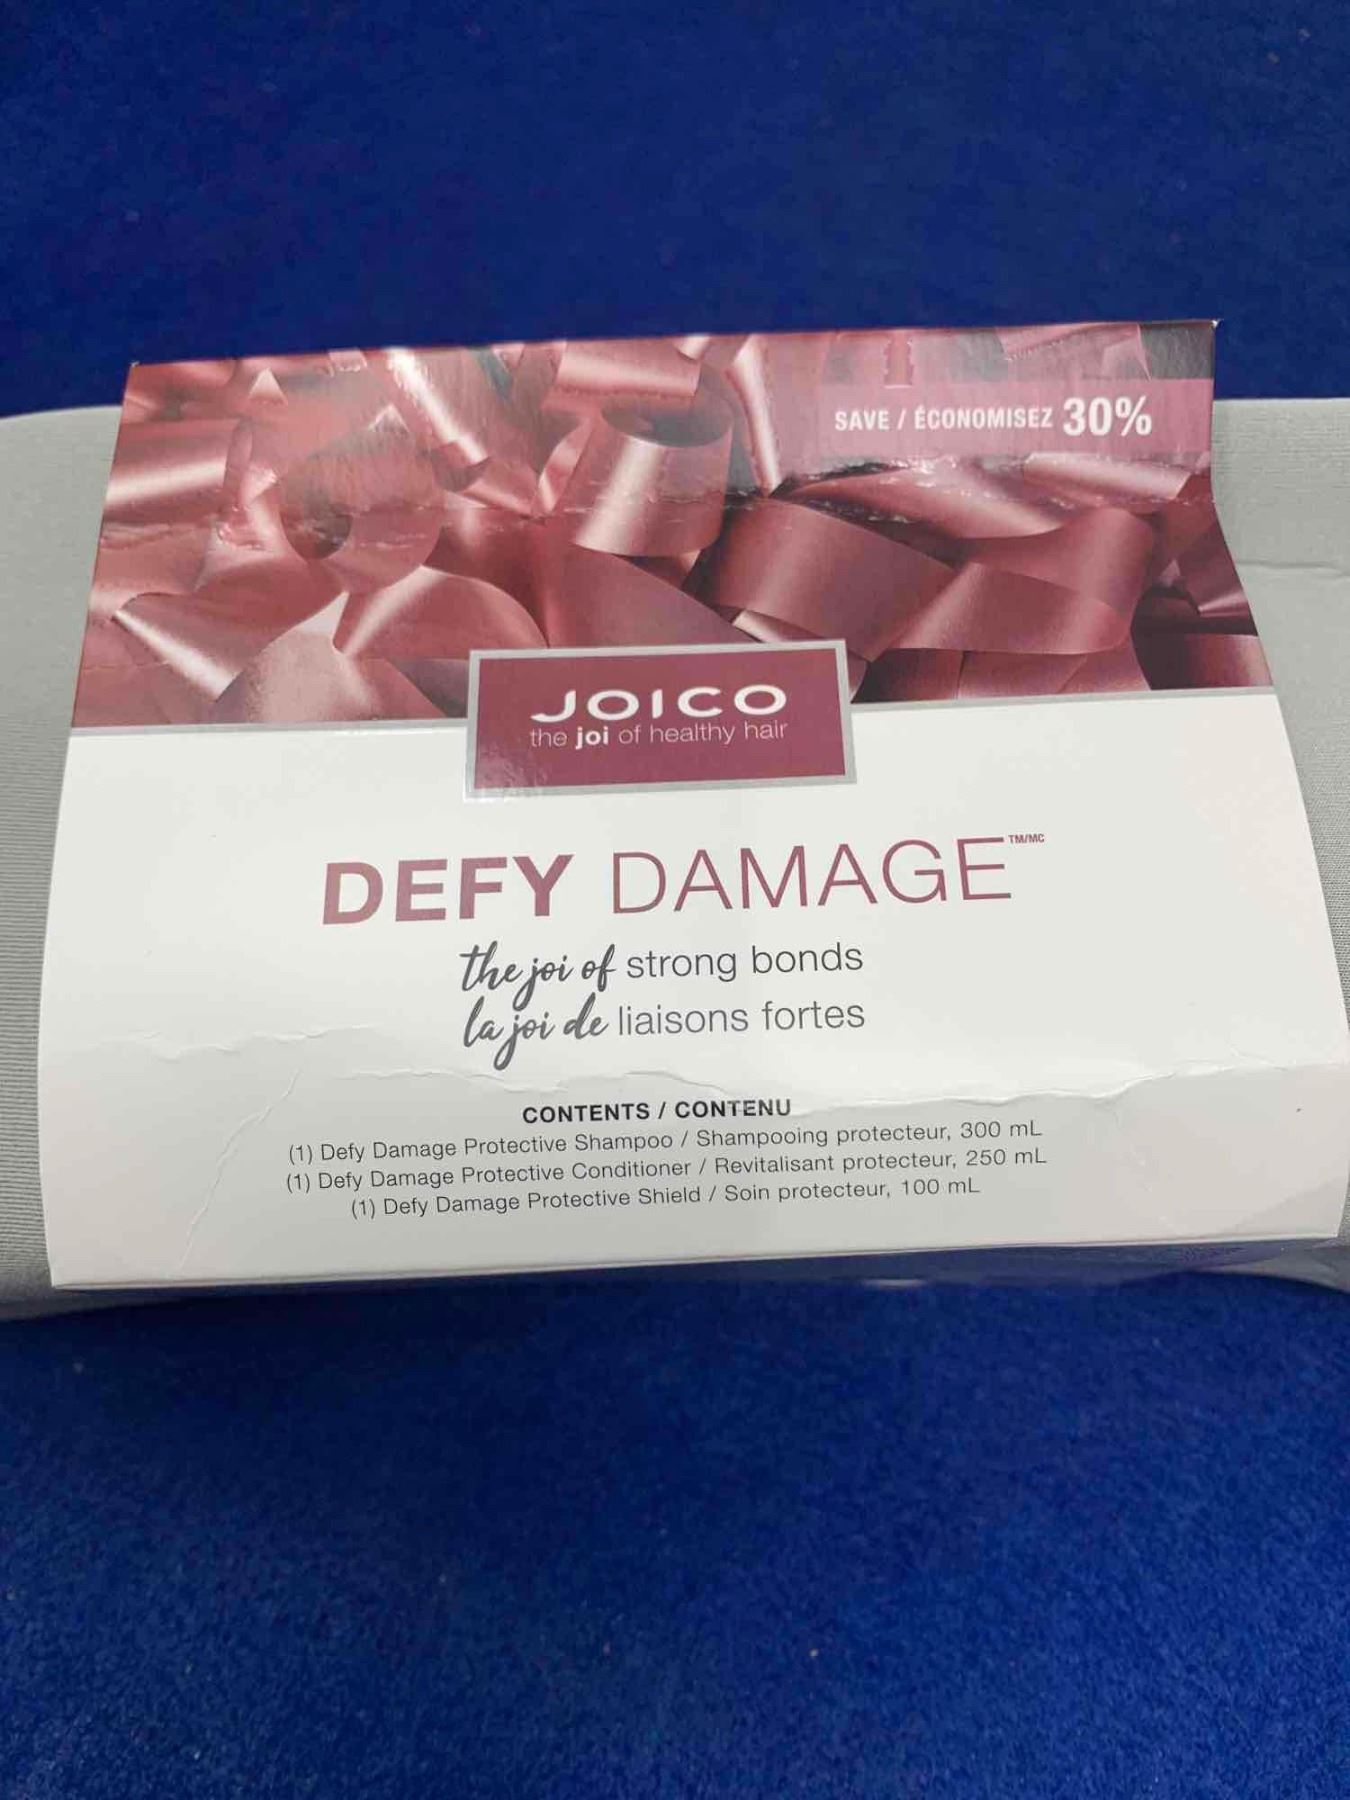 SAVE / ÉCONOMISEZ 30%
JOICO
the joi of healthy hair
DEFY DAMAGE™/MC
the joi of strong bonds
la joi de liaisons fortes
CONTENTS / CONTENU
(1) Defy Damage Protective Shampoo / Shampooing protecteur, 300 mL
(1) Defy Damage Protective Conditioner / Revitalisant protecteur, 250 mL
(1) Defy Damage Protective Shield / Soin protecteur, 100 mL